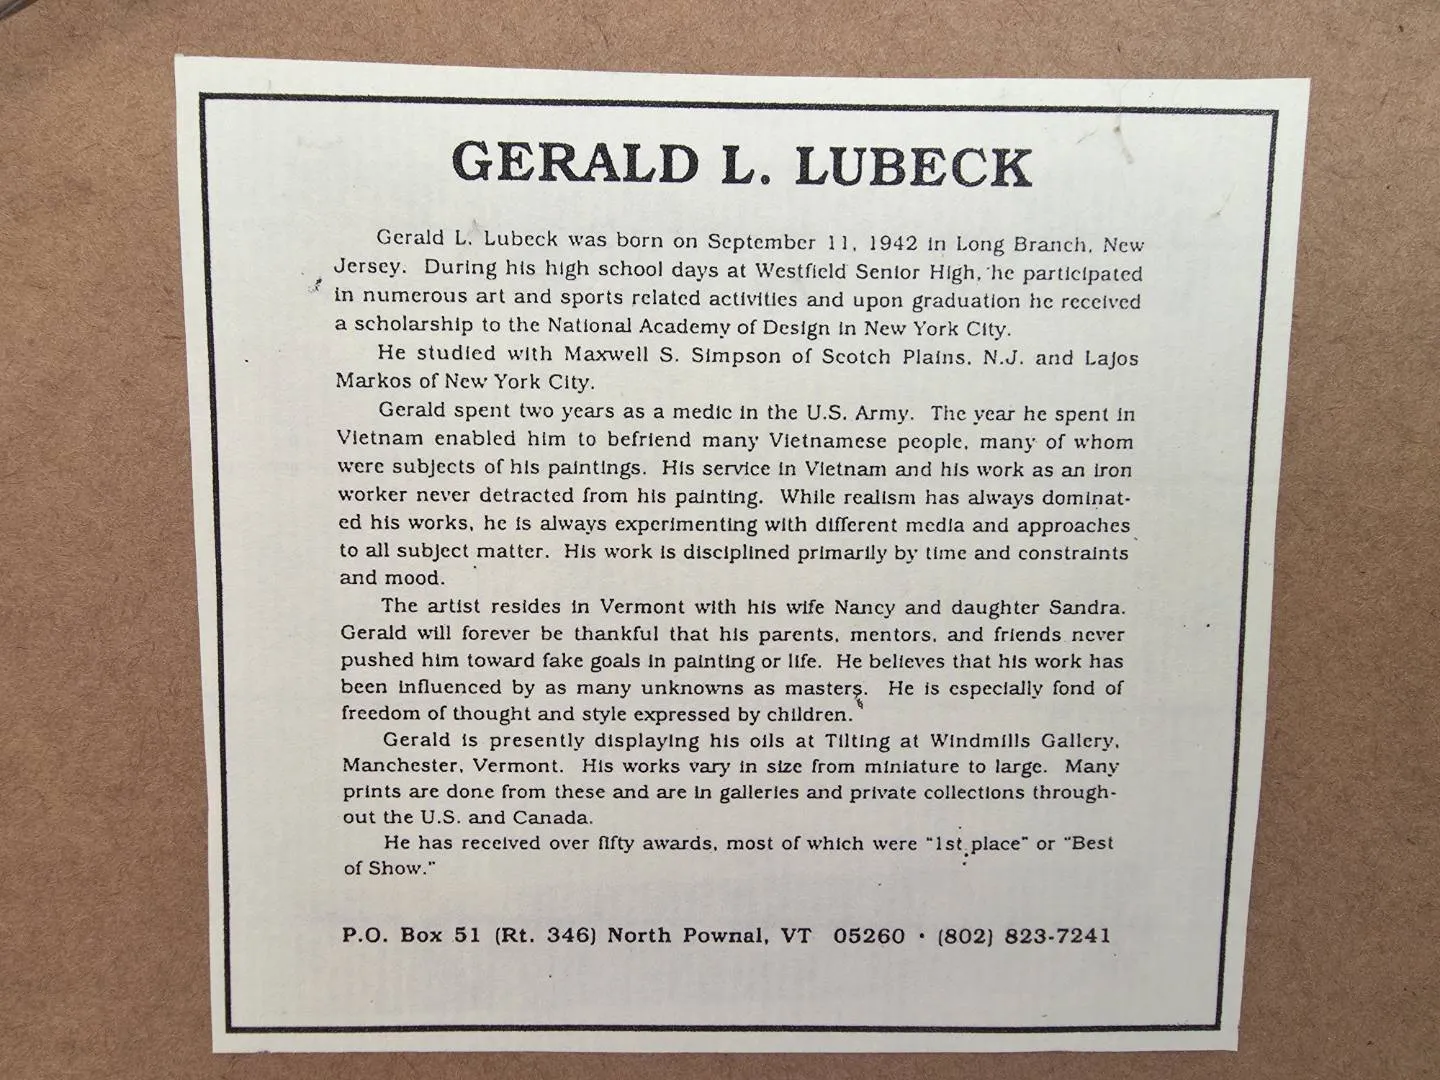 GERALD L. LUBECK
Gerald L. Lubeck was born on September 11, 1942 in Long Branch, New
Jersey. During his high school days at Westfield Senior High, he participated
in numerous art and sports related activities and upon graduation he received
a scholarship to the National Academy of Design in New York City.
He studied with Maxwell S. Simpson of Scotch Plains, N.J. and Lajos
Markos of New York City.
Gerald spent two years as a medic in the U.S. Army. The year he spent in
Vietnam enabled him to befriend many Vietnamese people, many of whom
were subjects of his paintings. His service in Vietnam and his work as an iron
worker never detracted from his painting. While realism has always dominat-
ed his works, he is always experimenting with different media and approaches
to all subject matter. His work is disciplined primarily by time and constraints
and mood.
The artist resides in Vermont with his wife Nancy and daughter Sandra.
Gerald will forever be thankful that his parents, mentors, and friends never
pushed him toward fake goals in painting or life. He believes that his work has
been influenced by as many unknowns as masters. He is especially fond of
freedom of thought and style expressed by children.
Gerald is presently displaying his oils at Tilting at Windmills Gallery,
Manchester, Vermont. His works vary in size from miniature to large. Many
prints are done from these and are in galleries and private collections through-
out the U.S. and Canada.
He has received over fifty awards, most of which were "1st place" or "Best
of Show."
P.O. Box 51 (Rt. 346) North Pownal, VT 05260 · (802) 823-7241